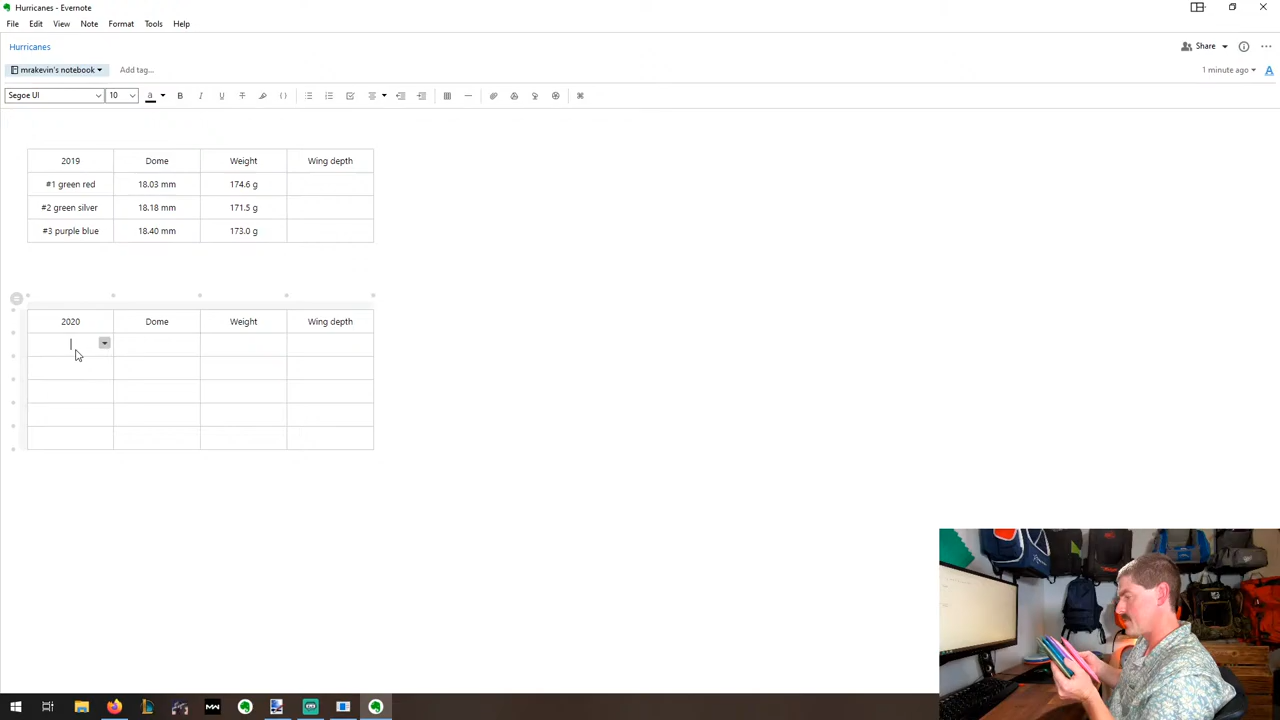 Hurricanes - Evernote
File Edit View Note Format Tools Help
Hurricanes
Share
mrakevin's notebook
Add tag...
1 minute ago
Segoe UI
10
2019 Dome Weight Wing depth
#1 green red 18.03 mm 174.6 g
#2 green silver 18.18 mm 171.5 g
#3 purple blue 18.40 mm 173.0 g
2020 Dome Weight Wing depth